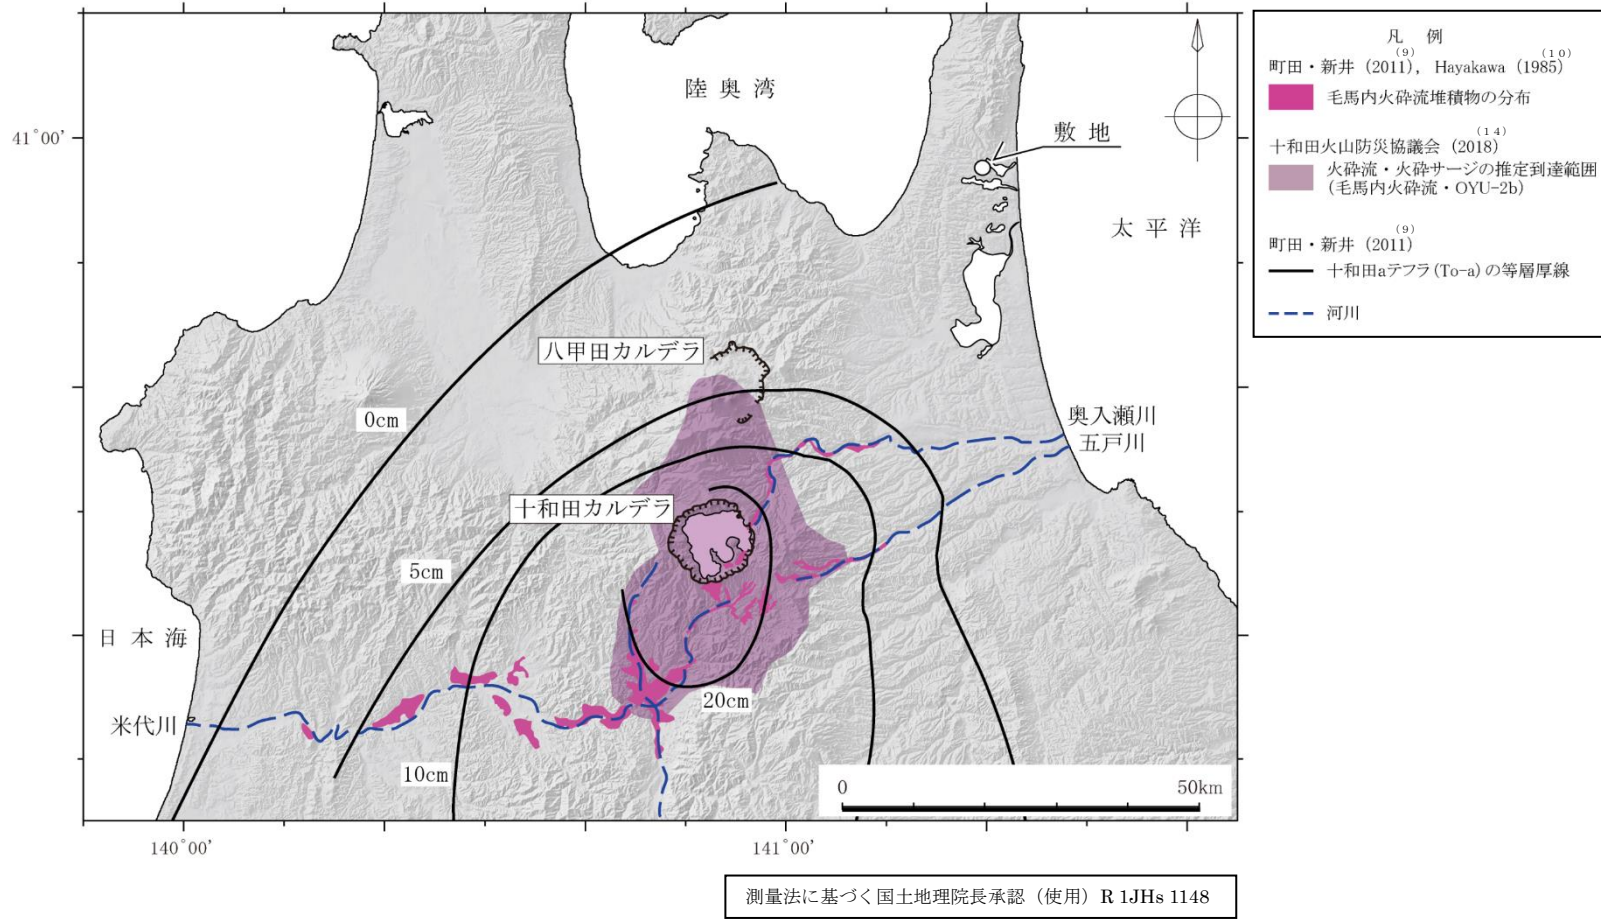 陸奥湾
41°00'
敷地
太平洋
八甲田カルデラ
0cm
奥入瀬川
五戸川
十和田カルデラ
5cm
日本海
20cm
米代川
10cm
0
50km
140°00'
141°00'
凡 例
町田・新井 (2011)(9), Hayakawa (1985)(10)
毛馬内火砕流堆積物の分布
十和田火山防災協議会 (2018)(14)
火砕流・火砕サージの推定到達範囲
(毛馬内火砕流・OYU-2b)
町田・新井 (2011)(9)
十和田aテフラ(To-a)の等層厚線
河川
測量法に基づく国土地理院長承認（使用）R 1JHs 1148